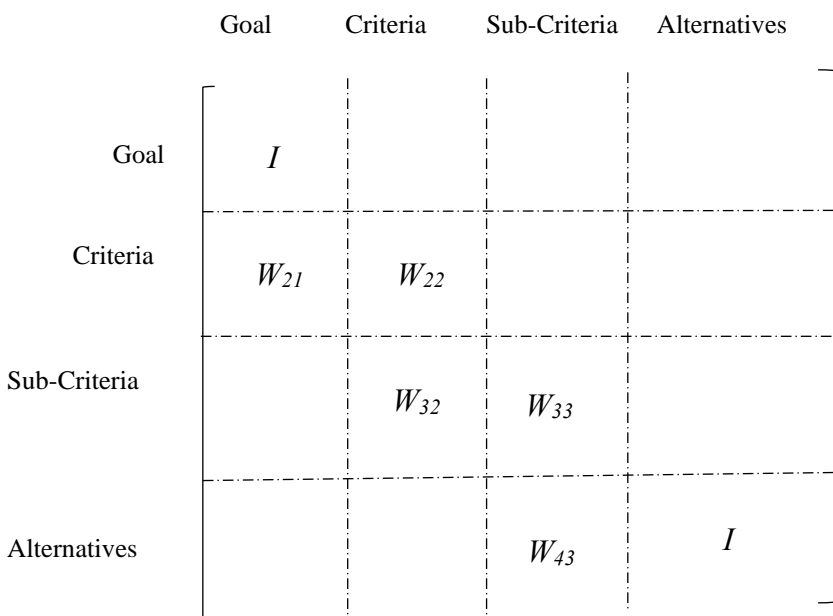 Goal Criteria Sub-Criteria Alternatives
Goal I
Criteria W21 W22
Sub-Criteria W32 W33
Alternatives W43 I